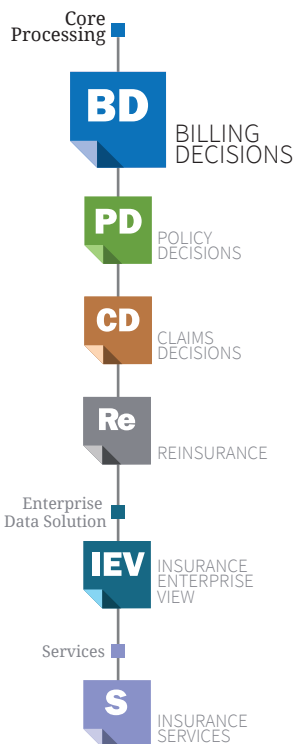 Core
Processing
BD
BILLING
DECISIONS
PD
POLICY
DECISIONS
CD
CLAIMS
DECISIONS
Re
REINSURANCE
Enterprise
Data Solution
IEV
INSURANCE
ENTERPRISE
VIEW
Services
S
INSURANCE
SERVICES